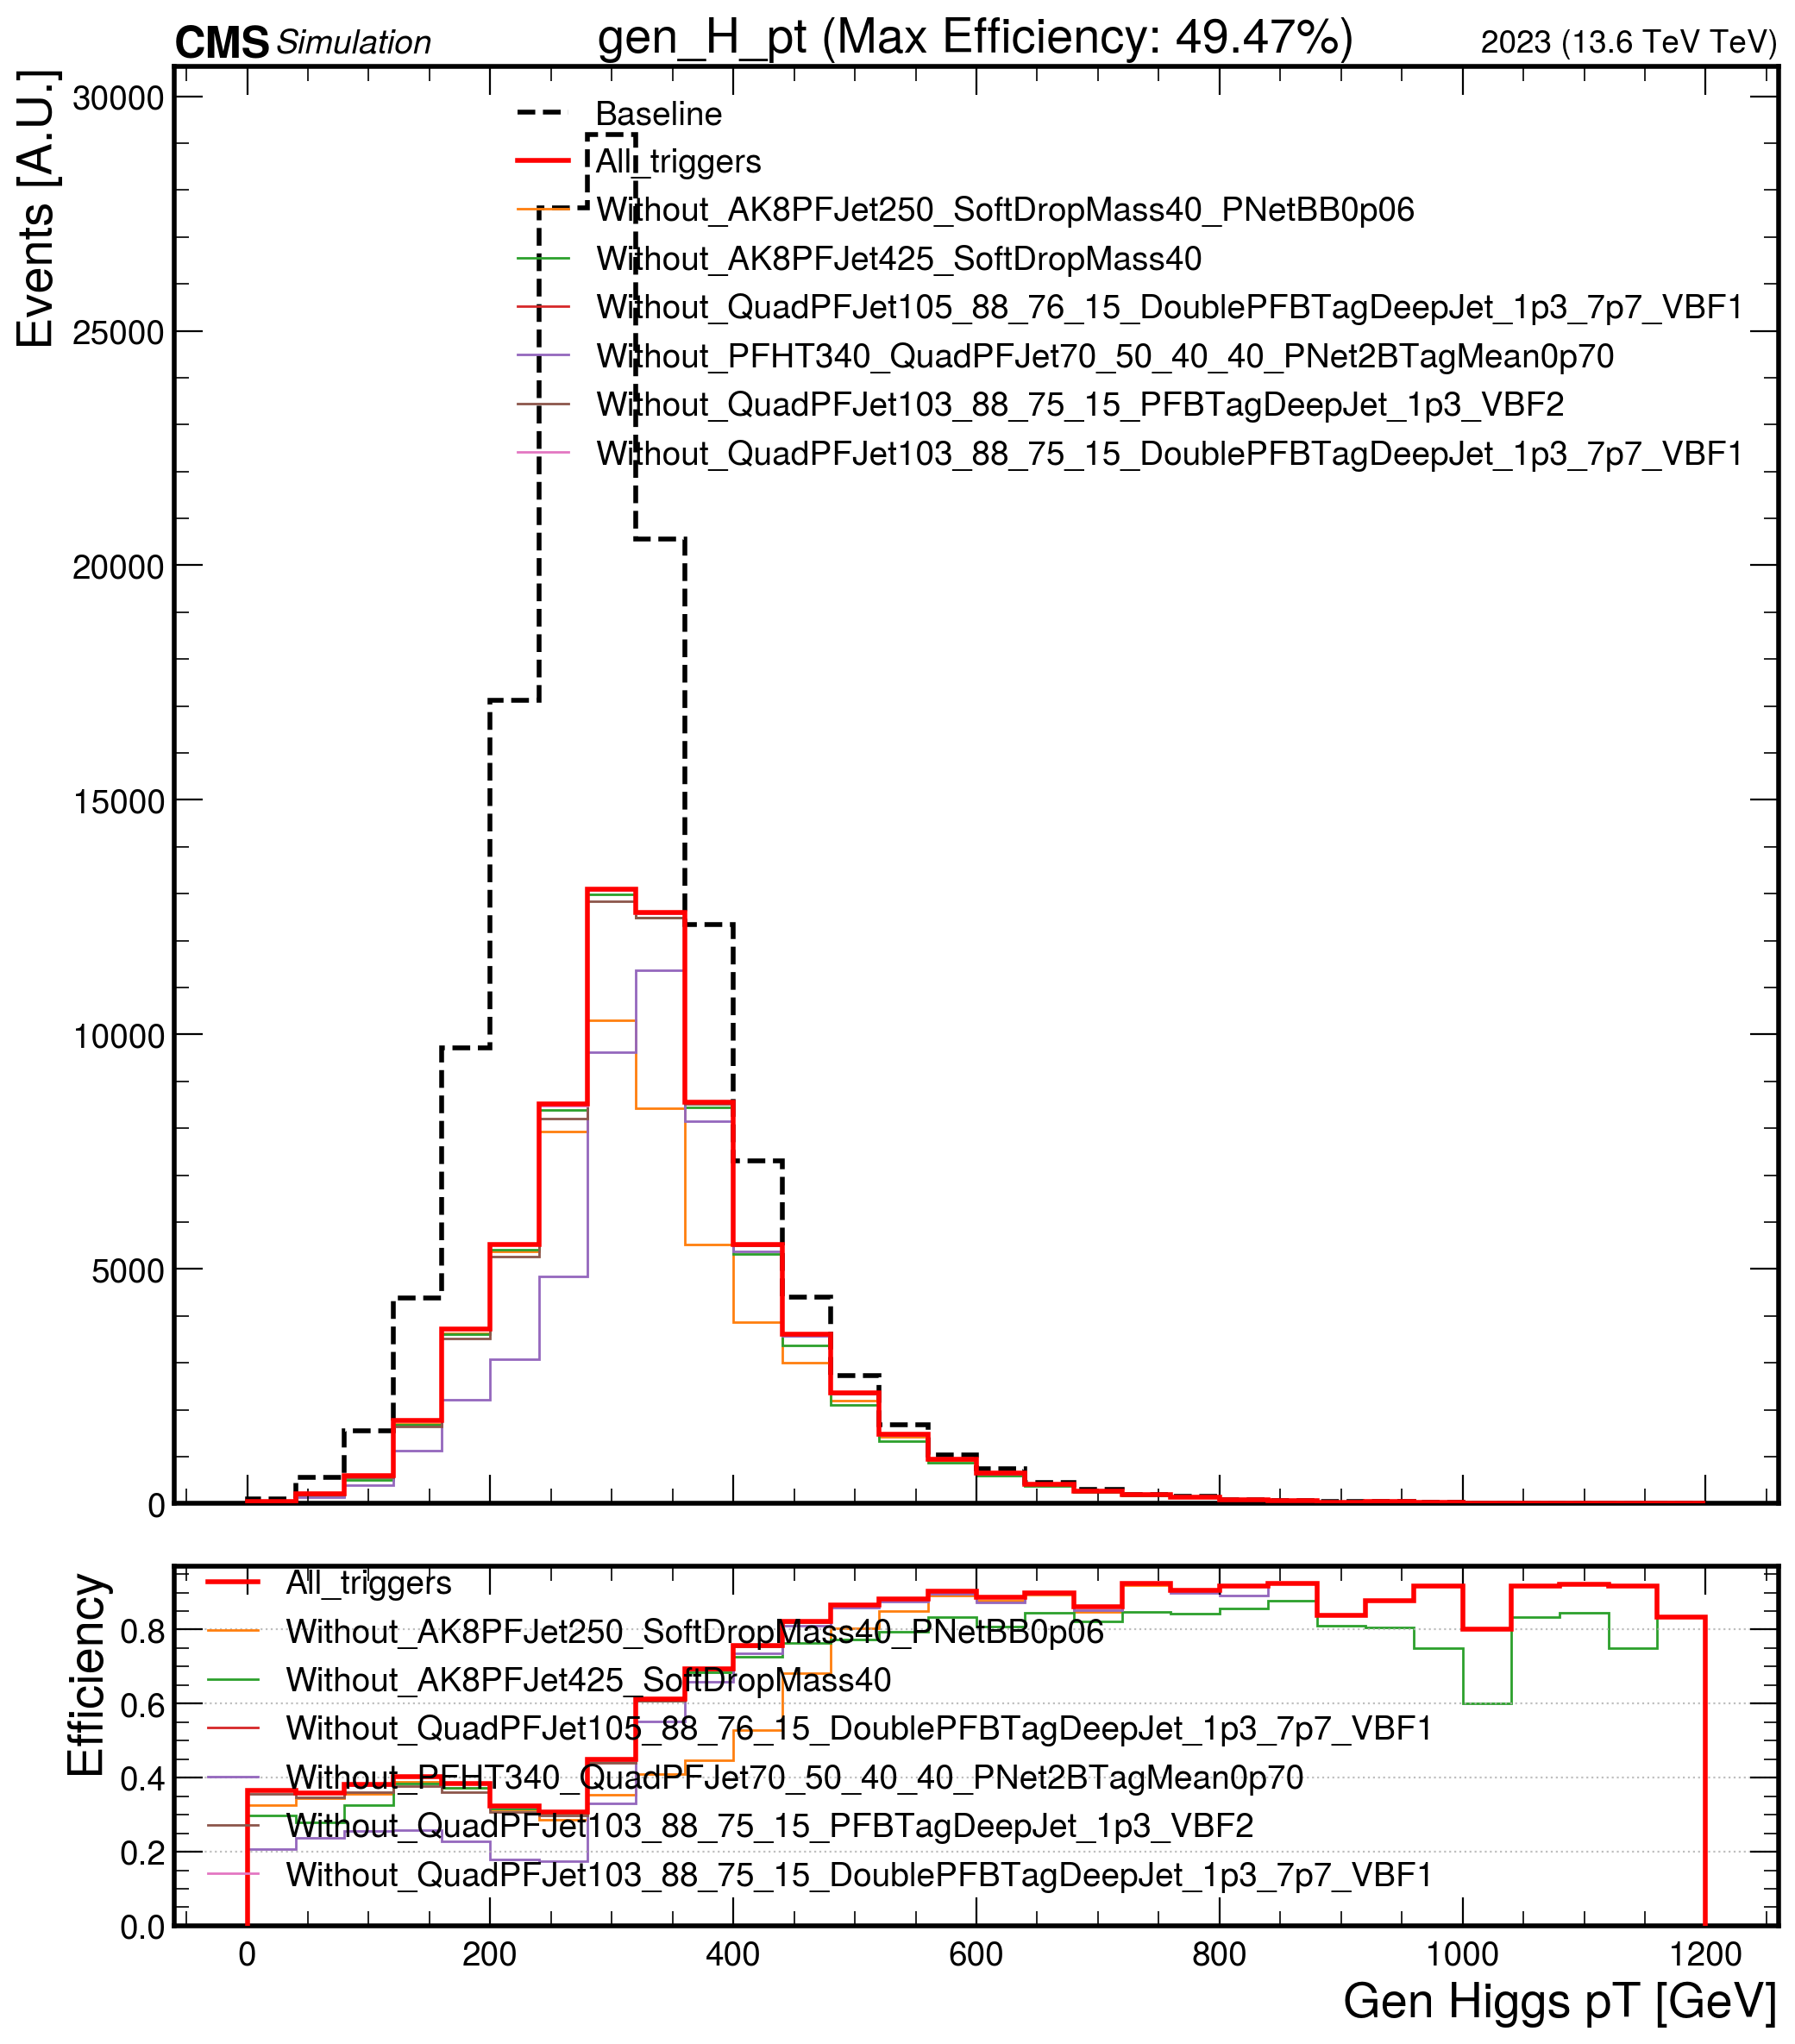 CMS Simulation gen_H_pt (Max Efficiency: 49.47%) 2023 (13.6 TeV TeV)
Events [A.U.]
30000
25000
20000
15000
10000
5000
0
Baseline
All_triggers
Without_AK8PFJet250_SoftDropMass40_PNetBB0p06
Without_AK8PFJet425_SoftDropMass40
Without_QuadPFJet105_88_76_15_DoublePFBTagDeepJet_1p3_7p7_VBF1
Without_PFHT340_QuadPFJet70_50_40_40_PNet2BTagMean0p70
Without_QuadPFJet103_88_75_15_PFBTagDeepJet_1p3_VBF2
Without_QuadPFJet103_88_75_15_DoublePFBTagDeepJet_1p3_7p7_VBF1
Efficiency
0.8
0.6
0.4
0.2
0.0
All_triggers
Without_AK8PFJet250_SoftDropMass40_PNetBB0p06
Without_AK8PFJet425_SoftDropMass40
Without_QuadPFJet105_88_76_15_DoublePFBTagDeepJet_1p3_7p7_VBF1
Without_PFHT340_QuadPFJet70_50_40_40_PNet2BTagMean0p70
Without_QuadPFJet103_88_75_15_PFBTagDeepJet_1p3_VBF2
Without_QuadPFJet103_88_75_15_DoublePFBTagDeepJet_1p3_7p7_VBF1
0 200 400 600 800 1000 1200
Gen Higgs pT [GeV]